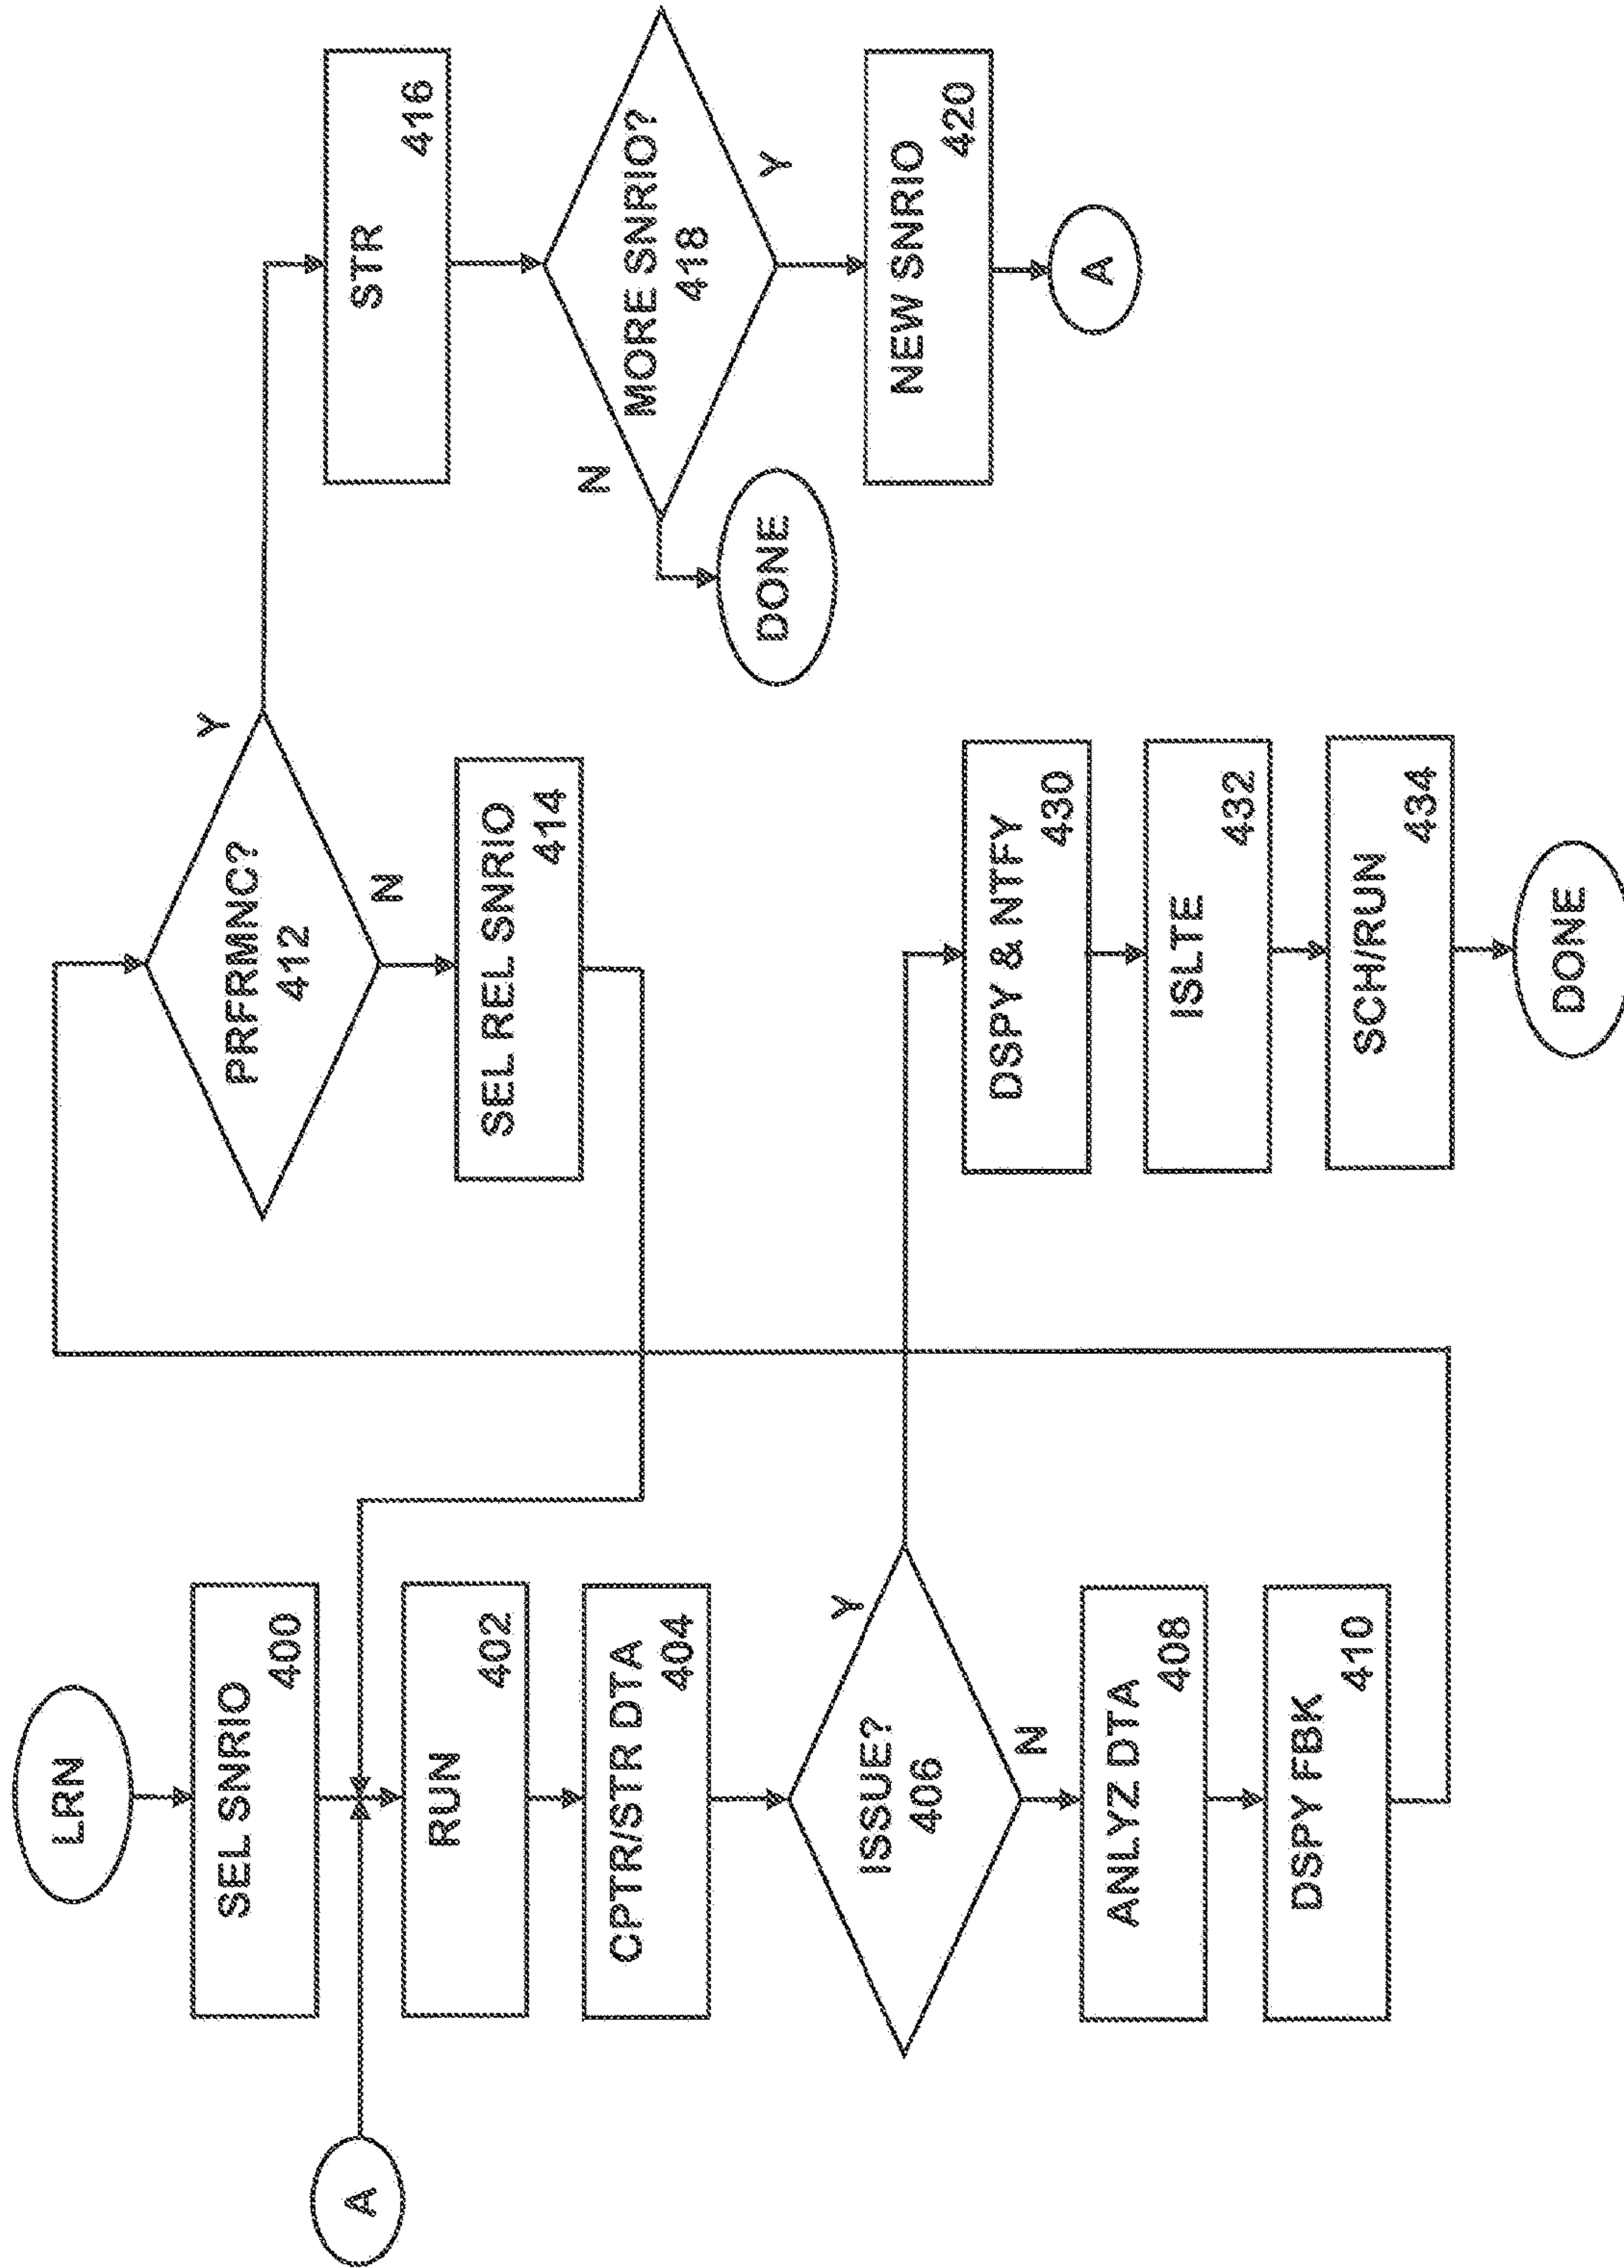 LRN
SEL SNRIO
400
A
RUN
402
CPTR/STR DTA
404
ISSUE?
406
Y
N
ANLYZ DTA
408
DSPY FBK
410
PRFRMNC?
412
Y
N
SEL REL SNRIO
414
DSPY & NTFY
430
ISLTE
432
SCH/RUN
434
DONE
STR
416
MORE SNRIO?
418
N
Y
DONE
NEW SNRIO
420
A